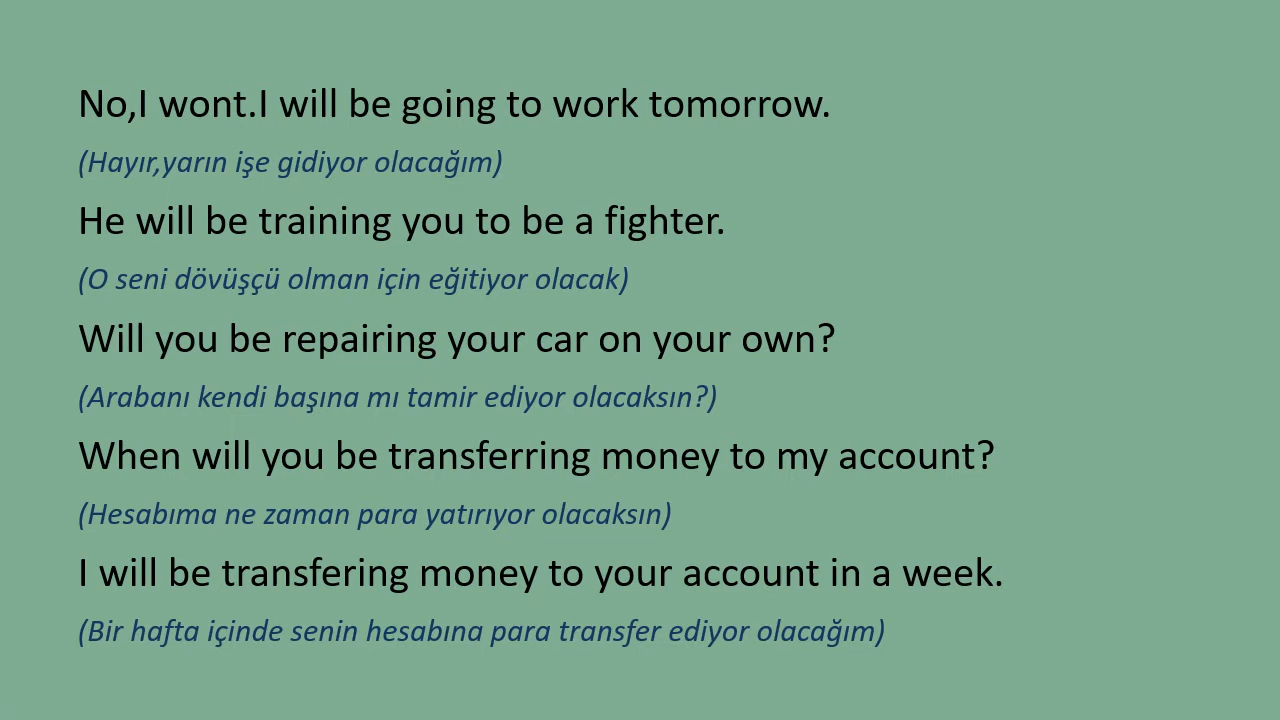 No,I wont.I will be going to work tomorrow.
(Hayır,yarın işe gidiyor olacağım)
He will be training you to be a fighter.
(O seni dövüşçü olman için eğitiyor olacak)
Will you be repairing your car on your own?
(Arabanı kendi başına mı tamir ediyor olacaksın?)
When will you be transferring money to my account?
(Hesabıma ne zaman para yatırıyor olacaksın)
I will be transfering money to your account in a week.
(Bir hafta içinde senin hesabına para transfer ediyor olacağım)